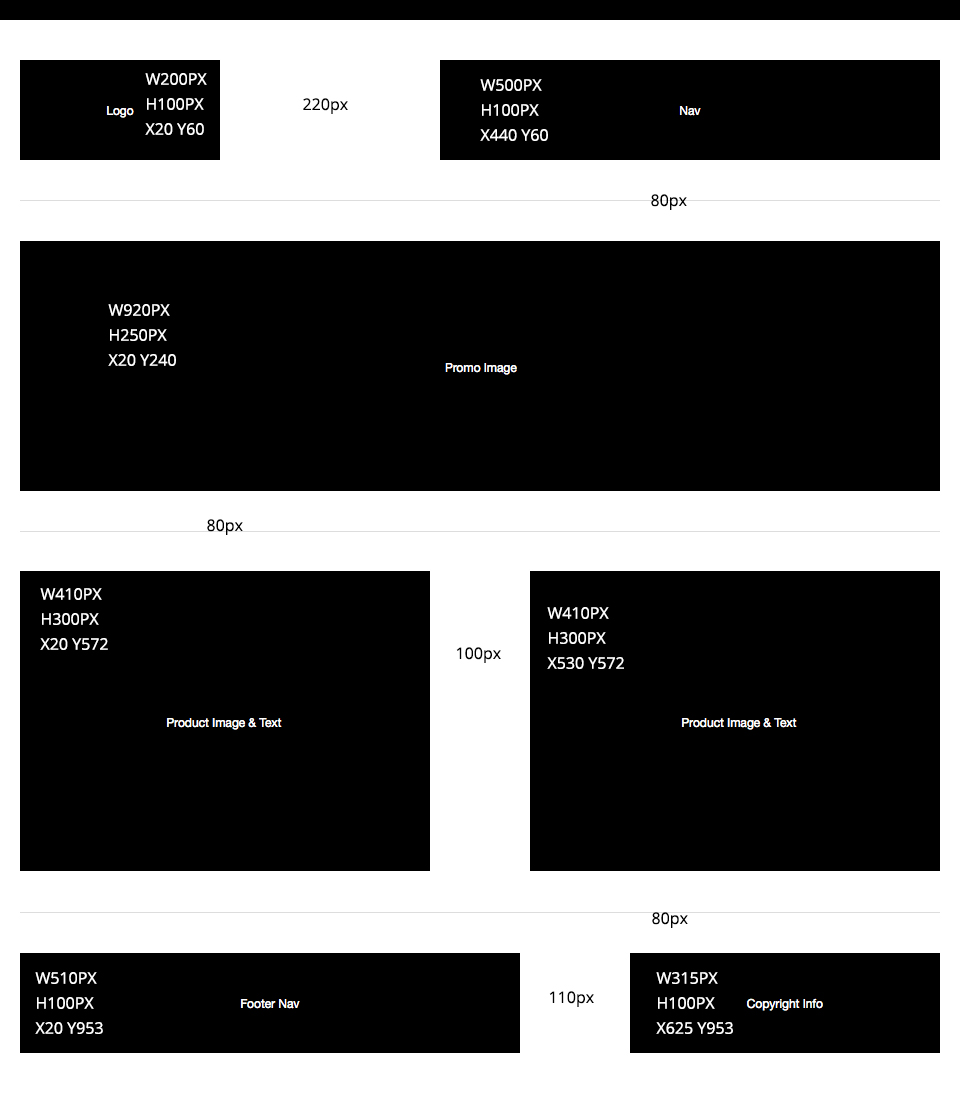 W200PX
H100PX
X20 Y60
Logo
220px
W500PX
H100PX
X440 Y60
Nav
80px
W920PX
H250PX
X20 Y240
Promo Image
80px
W410PX
H300PX
X20 Y572
Product Image & Text
100px
W410PX
H300PX
X530 Y572
Product Image & Text
80px
W510PX
H100PX
X20 Y953
Footer Nav
110px
W315PX
H100PX
X625 Y953
Copyright Info